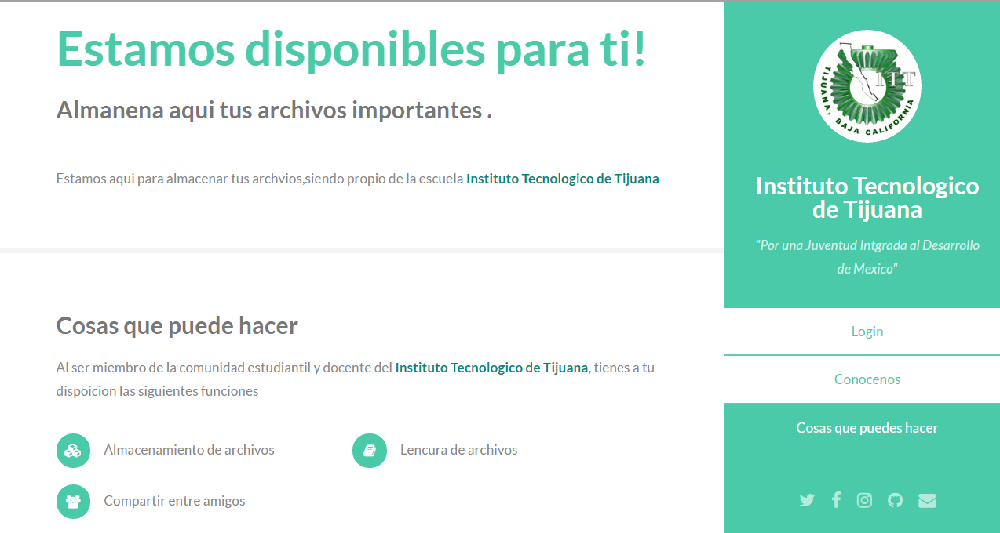 Estamos disponibles para ti!
Almanena aqui tus archivos importantes .
Estamos aqui para almacenar tus archvios,siendo propio de la escuela Instituto Tecnologico de Tijuana
Cosas que puede hacer
Al ser miembro de la comunidad estudiantil y docente del Instituto Tecnologico de Tijuana, tienes a tu
dispoicion las siguientes funciones
Almacenamiento de archivos
Lencura de archivos
Compartir entre amigos
ITT
TIJUANA, BAJA CALIFORNIA
Instituto Tecnologico
de Tijuana
"Por una Juventud Intgrada al Desarrollo
de Mexico"
Login
Conocenos
Cosas que puedes hacer